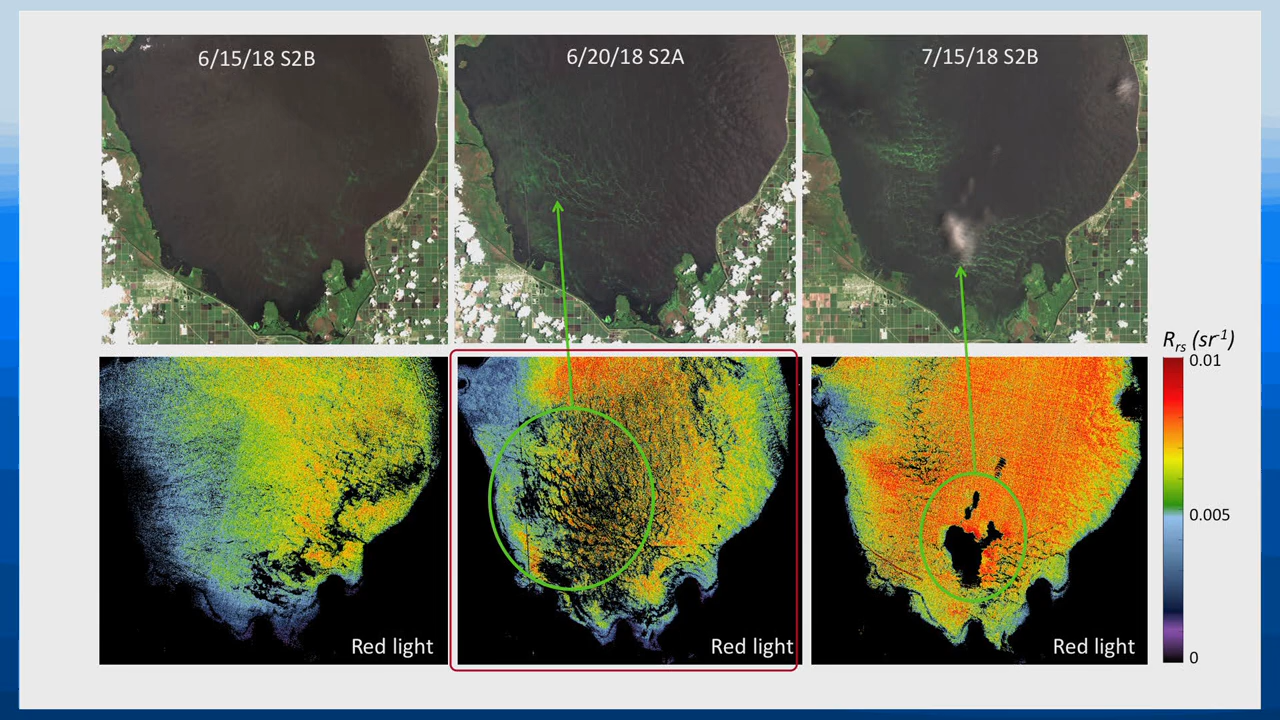 6/15/18 S2B
6/20/18 S2A
7/15/18 S2B
Rrs (sr-1)
0.01
0.005
0
Red light
Red light
Red light